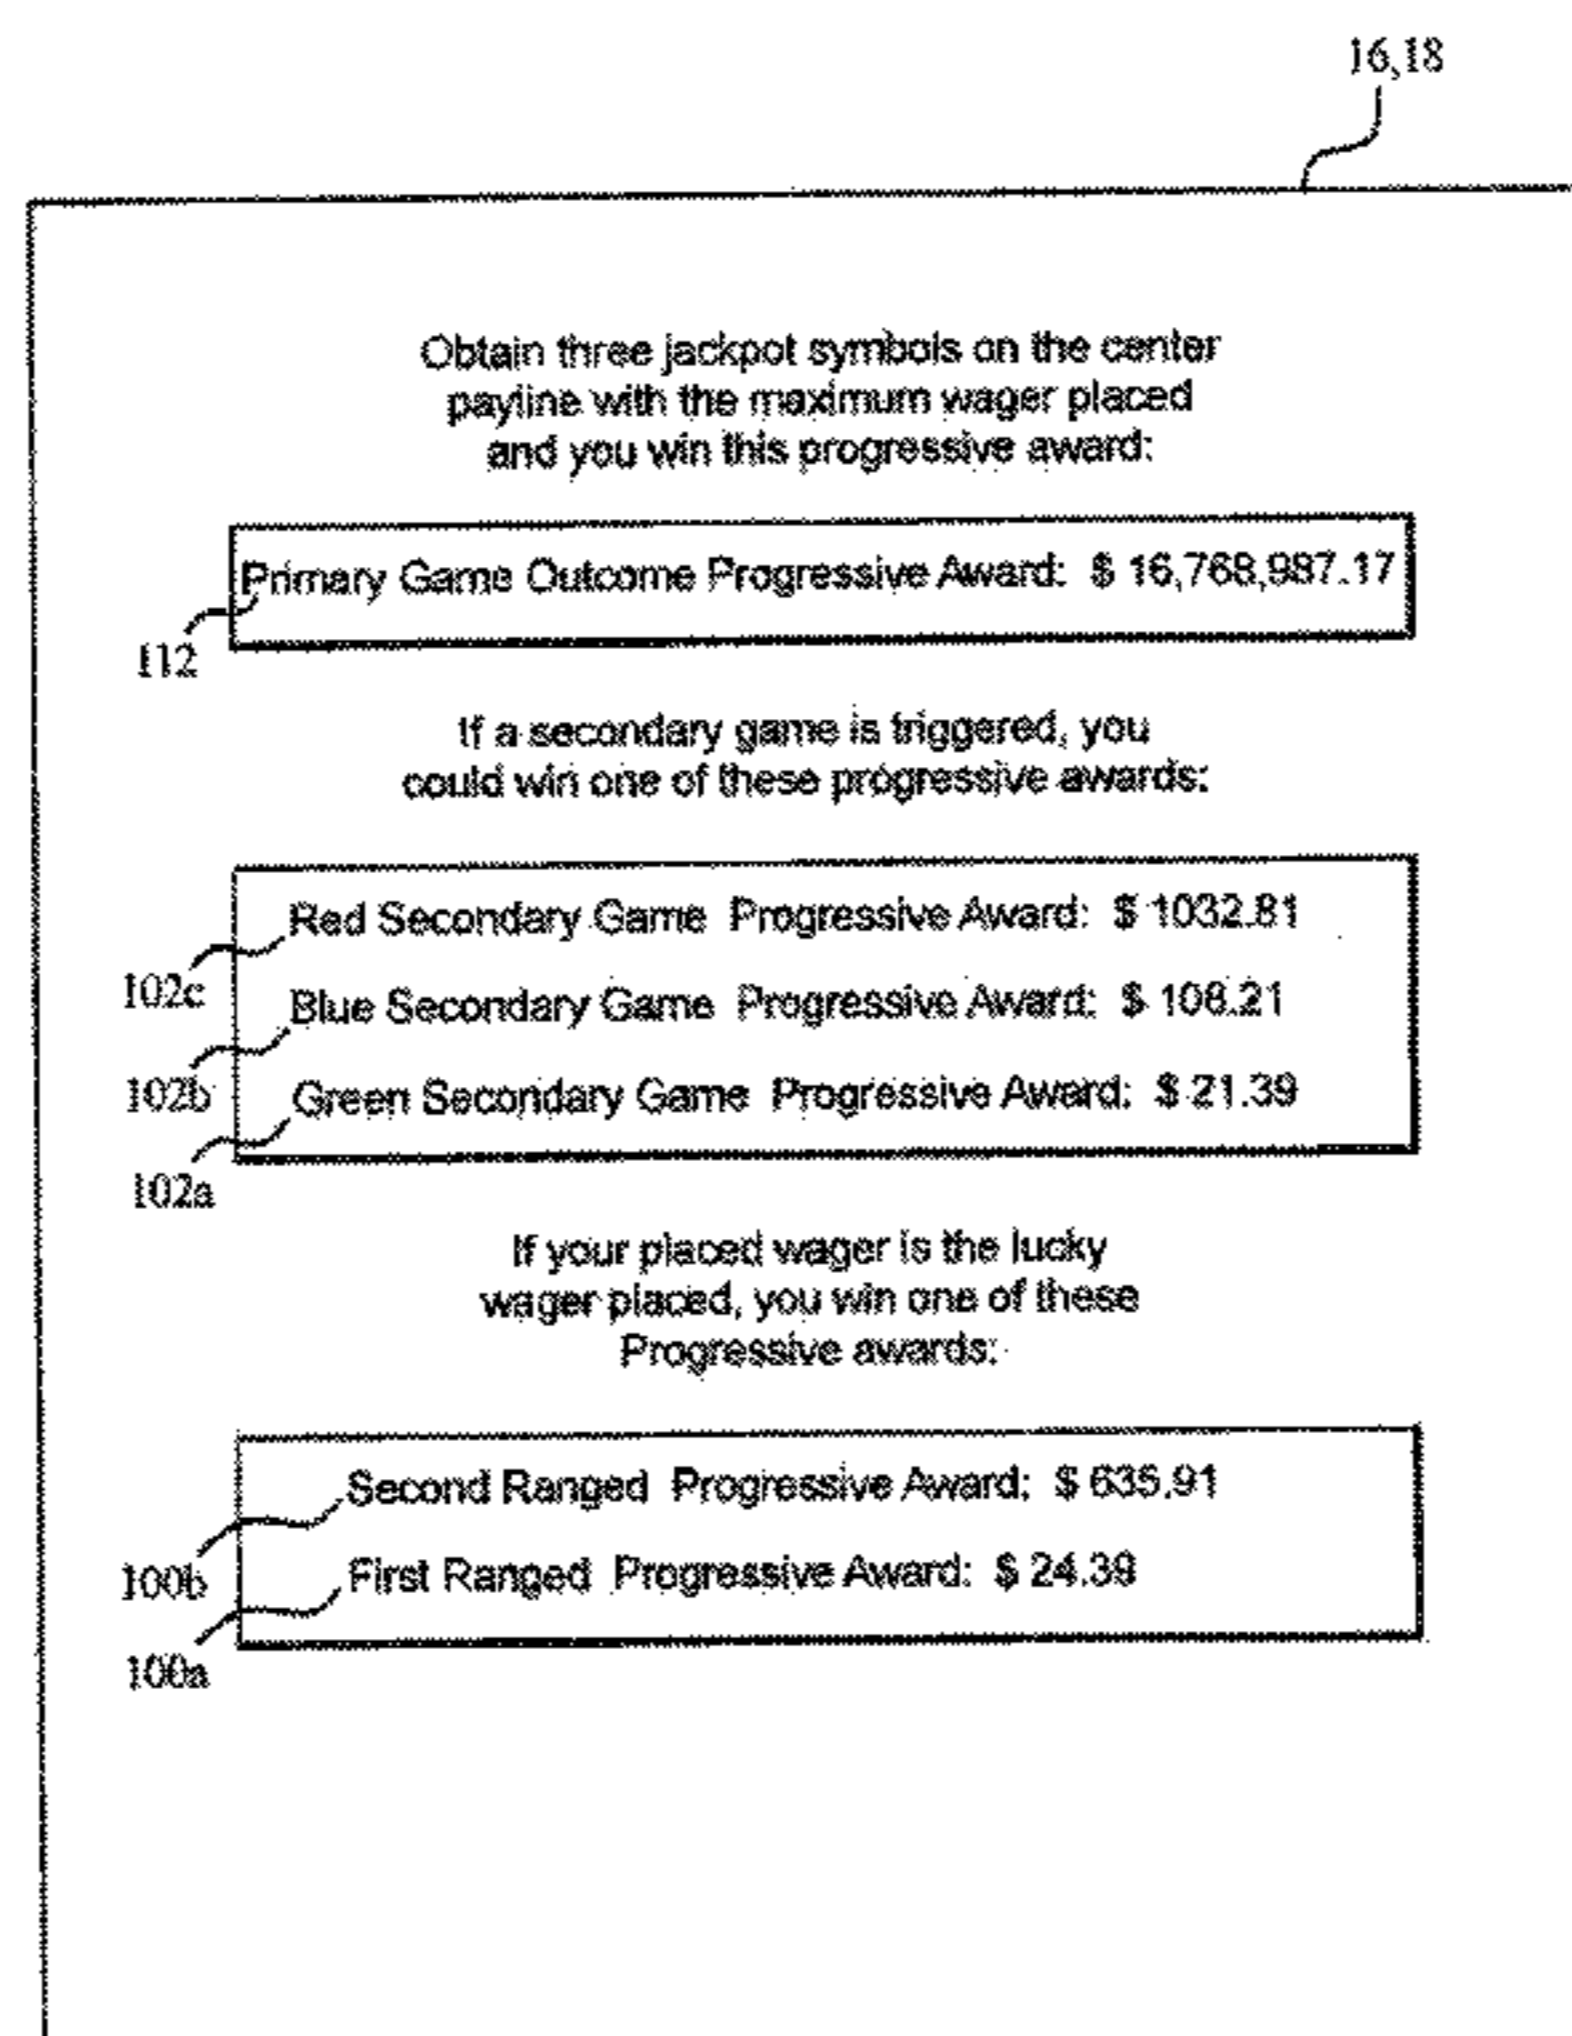 16,18
Obtain three jackpot symbols on the center
payline with the maximum wager placed
and you win this progressive award:
Primary Game Outcome Progressive Award: $ 16,768,987.17
112
If a secondary game is triggered, you
could win one of these progressive awards:
Red Secondary Game Progressive Award: $ 1032.81
102c
Blue Secondary Game Progressive Award: $ 108.21
102b
Green Secondary Game Progressive Award: $ 21.39
102a
If your placed wager is the lucky
wager placed, you win one of these
Progressive awards:
Second Ranged Progressive Award: $ 635.91
100b
First Ranged Progressive Award: $ 24.39
100a